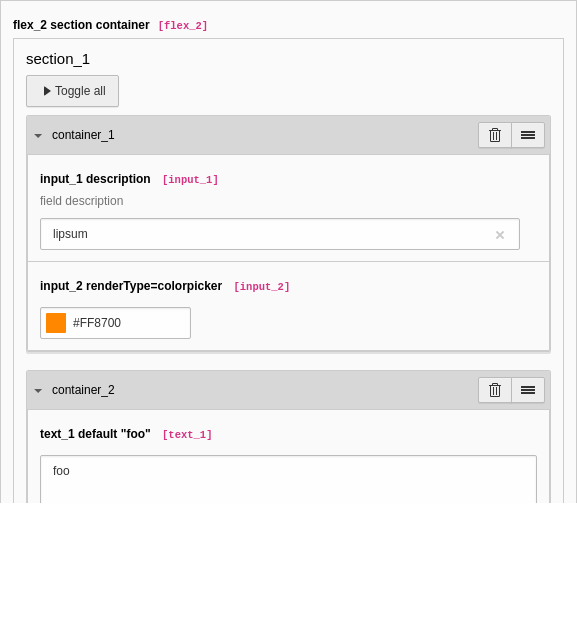 flex_2 section container [flex_2]
section_1
Toggle all
container_1
input_1 description [input_1]
field description
lipsum
input_2 renderType=colorpicker [input_2]
#FF8700
container_2
text_1 default "foo" [text_1]
foo